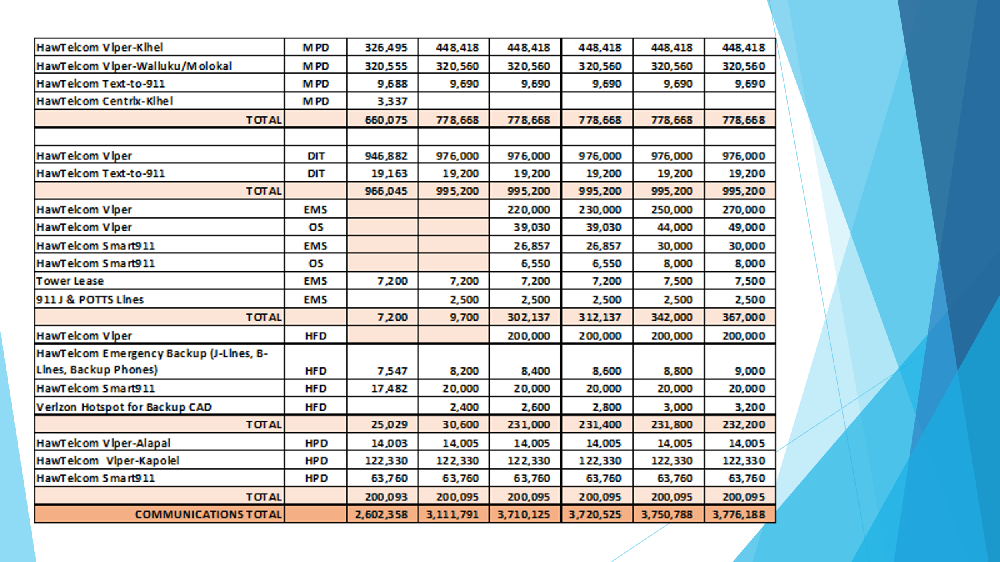 HawTelcom Viper-Kihei MPD 326,495 448,418 448,418 448,418 448,418 448,418
HawTelcom Viper-Walluku/Molokal MPD 320,555 320,560 320,560 320,560 320,560 320,560
HawTelcom Text-to-911 MPD 9,688 9,690 9,690 9,690 9,690 9,690
HawTelcom Centrix-Kihei MPD 3,337
TOTAL 660,075 778,668 778,668 778,668 778,668 778,668
HawTelcom Viper DIT 946,882 976,000 976,000 976,000 976,000 976,000
HawTelcom Text-to-911 DIT 19,163 19,200 19,200 19,200 19,200 19,200
TOTAL 966,045 995,200 995,200 995,200 995,200 995,200
HawTelcom Viper EMS 220,000 230,000 250,000 270,000
HawTelcom Viper OS 39,030 39,030 44,000 49,000
HawTelcom Smart911 EMS 26,857 26,857 30,000 30,000
HawTelcom Smart911 OS 6,550 6,550 8,000 8,000
Tower Lease EMS 7,200 7,200 7,200 7,200 7,500 7,500
911 J & POTTS Lines EMS 2,500 2,500 2,500 2,500 2,500
TOTAL 7,200 9,700 302,137 312,137 342,000 367,000
HawTelcom Viper HFD 200,000 200,000 200,000 200,000
HawTelcom Emergency Backup (J-Lines, B-
Lines, Backup Phones) HFD 7,547 8,200 8,400 8,600 8,800 9,000
HawTelcom Smart911 HFD 17,482 20,000 20,000 20,000 20,000 20,000
Verizon Hotspot for Backup CAD HFD 2,400 2,600 2,800 3,000 3,200
TOTAL 25,029 30,600 231,000 231,400 231,800 232,200
HawTelcom Viper-Alapai HPD 14,003 14,005 14,005 14,005 14,005 14,005
HawTelcom Viper-Kapolei HPD 122,330 122,330 122,330 122,330 122,330 122,330
HawTelcom Smart911 HPD 63,760 63,760 63,760 63,760 63,760 63,760
TOTAL 200,093 200,095 200,095 200,095 200,095 200,095
COMMUNICATIONS TOTAL 2,602,358 3,111,791 3,710,125 3,720,525 3,750,788 3,776,188